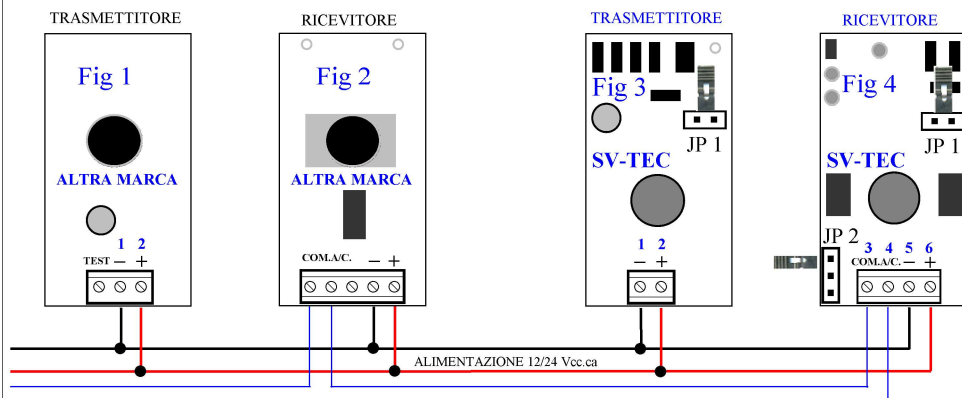 TRASMETTITORE
RICEVITORE
TRASMETTITORE
RICEVITORE
Fig 1
Fig 2
Fig 3
Fig 4
JP 1
JP 1
ALTRA MARCA
ALTRA MARCA
SV-TEC
SV-TEC
JP 2
1 2
1 2
3 4 5 6
TEST − +
COM.A/C. − +
− +
COM.A/C. − +
ALIMENTAZIONE 12/24 Vcc.ca